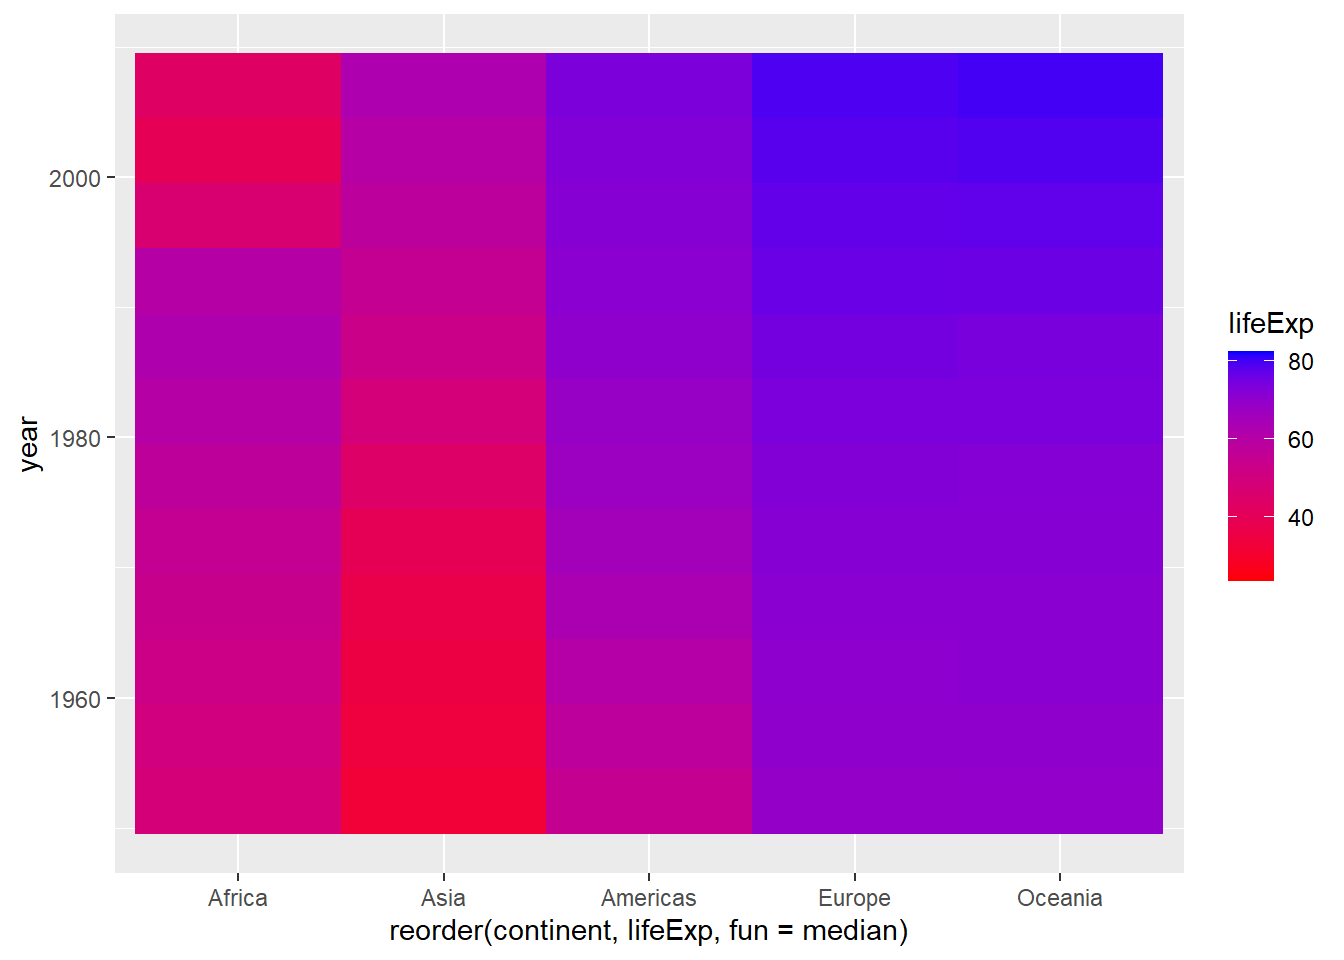 2000
1980
1960
year
Africa
Asia
Americas
Europe
Oceania
reorder(continent, lifeExp, fun = median)
lifeExp
80
60
40